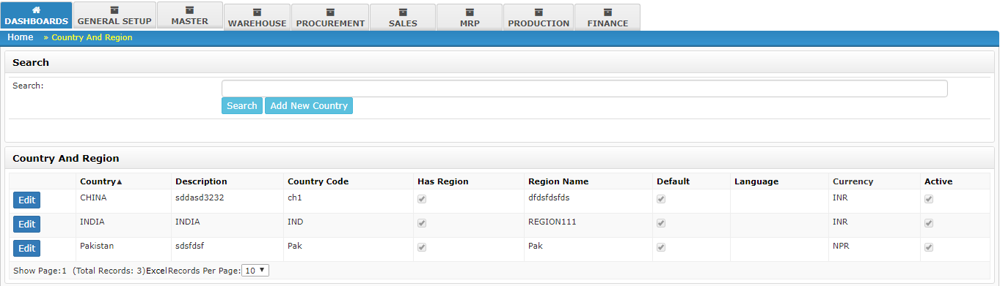 DASHBOARDS GENERAL SETUP MASTER WAREHOUSE PROCUREMENT SALES MRP PRODUCTION FINANCE
Home » Country And Region
Search
Search:
Search Add New Country
Country And Region
Country▲ Description Country Code Has Region Region Name Default Language Currency Active
Edit CHINA sddasd3232 ch1 dfdsfdsfds INR
Edit INDIA INDIA IND REGION111 INR
Edit Pakistan sdsfdsf Pak Pak NPR
Show Page:1 (Total Records: 3)ExcelRecords Per Page: 10